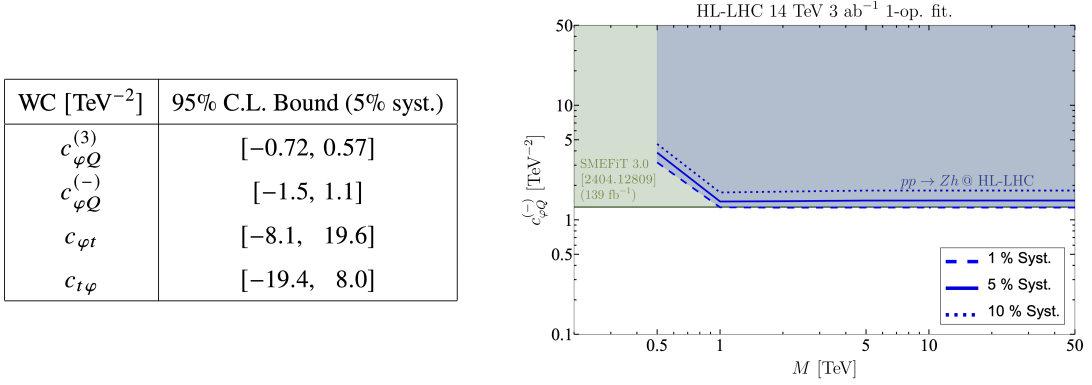 WC [TeV⁻²] 95% C.L. Bound (5% syst.)
c_{φQ}^{(3)} [−0.72, 0.57]
c_{φQ}^{(−)} [−1.5, 1.1]
c_{φt} [−8.1, 19.6]
c_{tφ} [−19.4, 8.0]
HL-LHC 14 TeV 3 ab⁻¹ 1-op. fit.
50
10
5
1
0.5
0.1
c_{φQ}^{(−)} [TeV⁻²]
SMEFiT 3.0
[2404.12809]
(139 fb⁻¹)
pp → Zh @ HL-LHC
1 % Syst.
5 % Syst.
10 % Syst.
0.5 1 5 10 50
M [TeV]